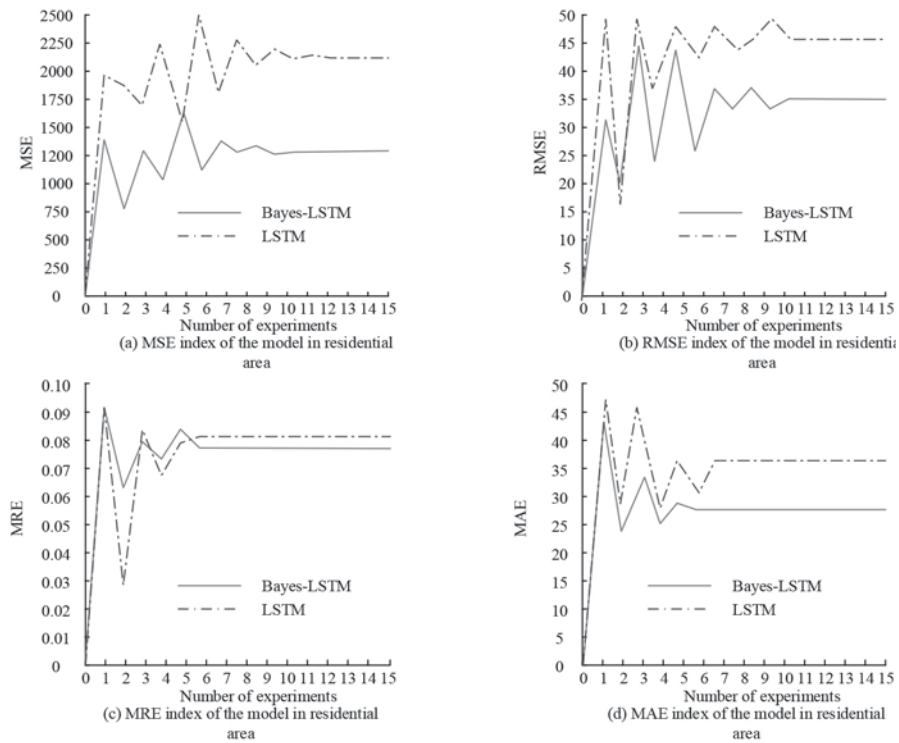 2500
2250
2000
1750
1500
1200
1000
750
500
250
0
MSE
Bayes-LSTM
LSTM
0 1 2 3 4 5 6 7 8 9 10 11 12 13 14 15
Number of experiments
(a) MSE index of the model in residential
area
50
45
40
35
30
25
20
15
10
5
0
RMSE
Bayes-LSTM
LSTM
0 1 2 3 4 5 6 7 8 9 10 11 12 13 14 15
Number of experiments
(b) RMSE index of the model in residentia
area
0.10
0.09
0.08
0.07
0.06
0.05
0.04
0.03
0.02
0.01
0
MRE
Bayes-LSTM
LSTM
0 1 2 3 4 5 6 7 8 9 10 11 12 13 14 15
Number of experiments
(c) MRE index of the model in residential
area
50
45
40
35
30
25
20
15
10
5
0
MAE
Bayes-LSTM
LSTM
0 1 2 3 4 5 6 7 8 9 10 11 12 13 14 15
Number of experiments
(d) MAE index of the model in residential
area